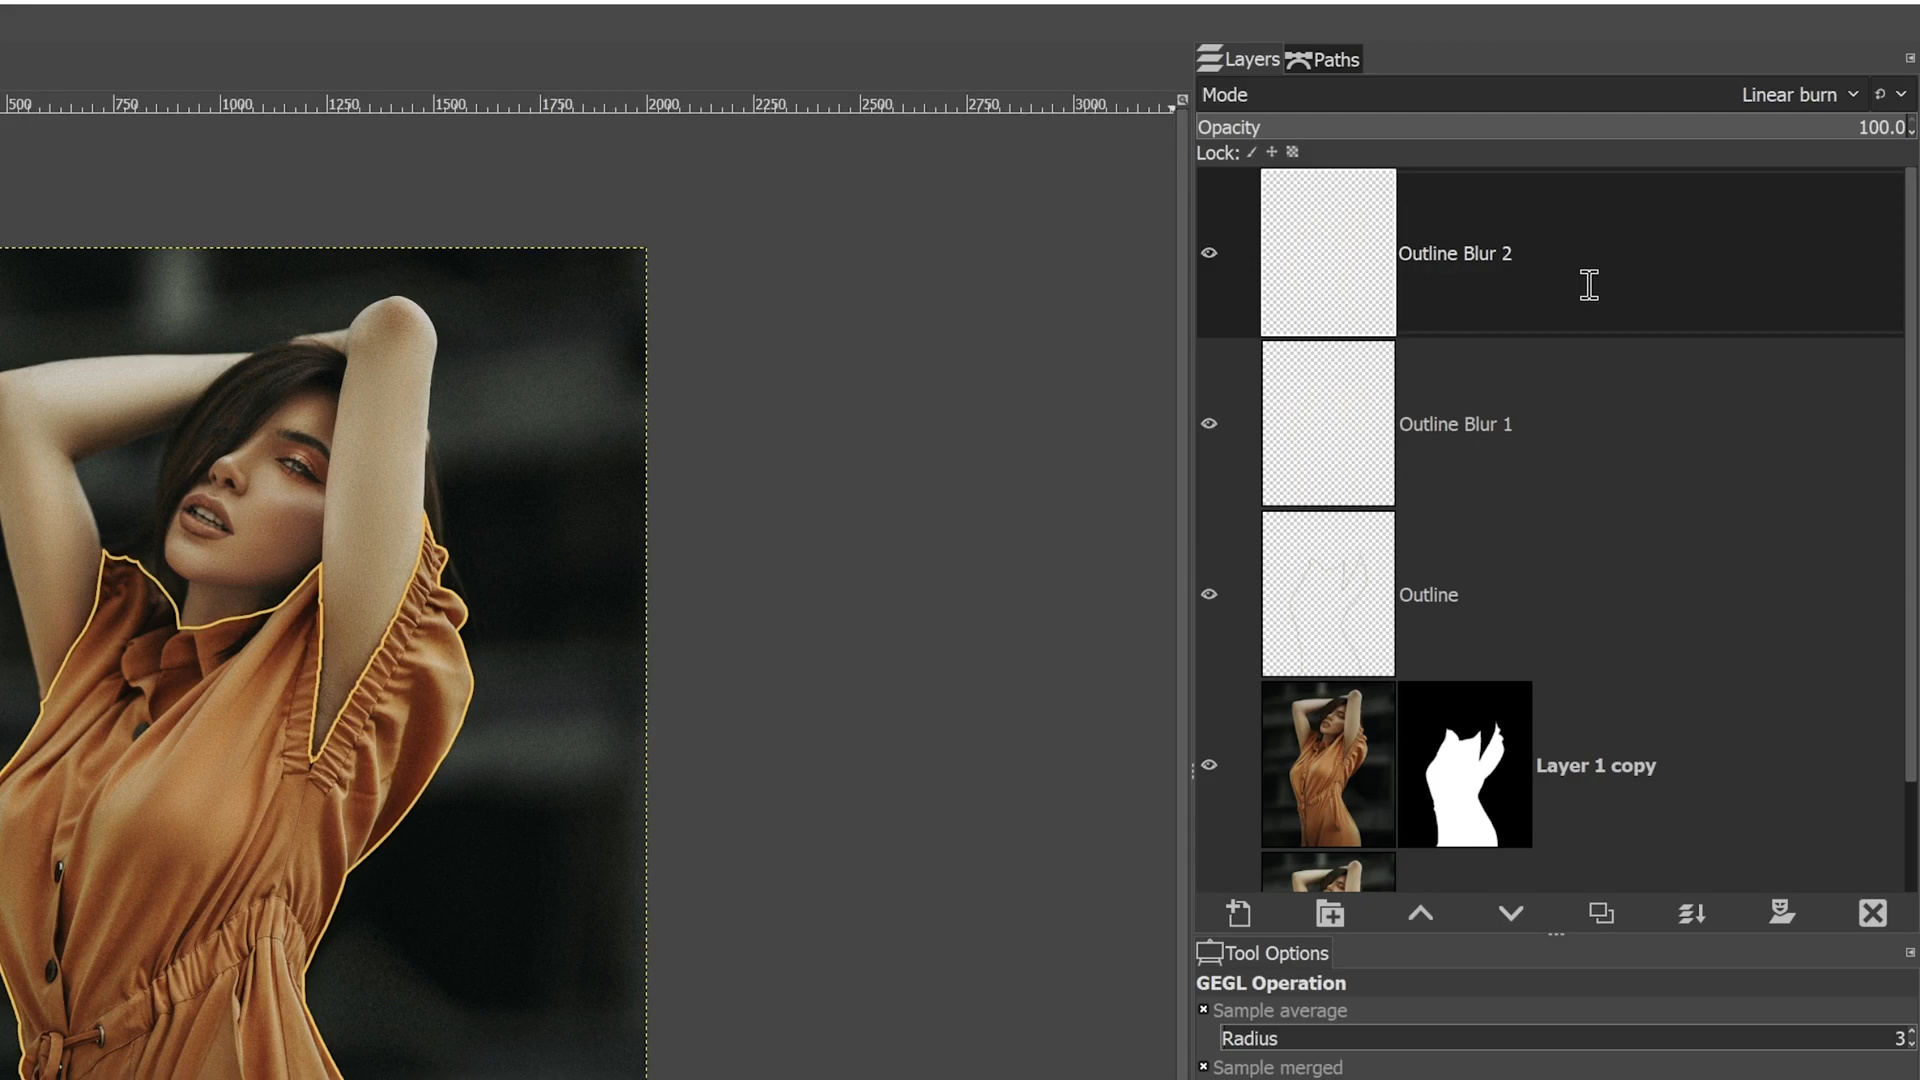 Layers Paths
500 750 1000 1250 1500 1750 2000 2250 2500 2750 3000
Mode Linear burn
Opacity 100.0
Lock:
Outline Blur 2
Outline Blur 1
Outline
Layer 1 copy
Tool Options
GEGL Operation
Sample average
Radius 3
Sample merged